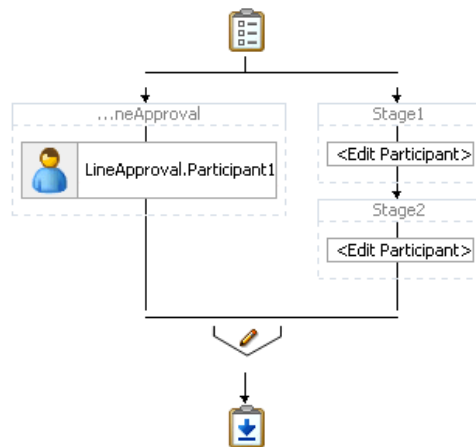 ...neApproval
LineApproval.Participant1
Stage1
<Edit Participant>
Stage2
<Edit Participant>